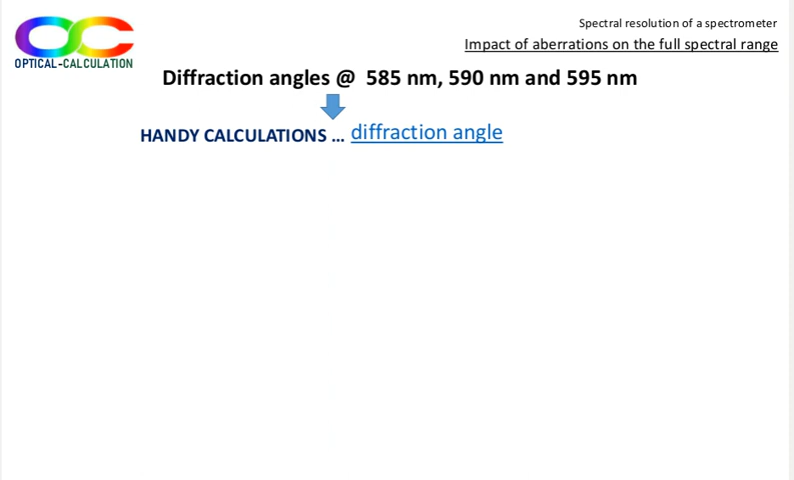 Spectral resolution of a spectrometer
Impact of aberrations on the full spectral range
OPTICAL-CALCULATION
Diffraction angles @ 585 nm, 590 nm and 595 nm
HANDY CALCULATIONS ... diffraction angle